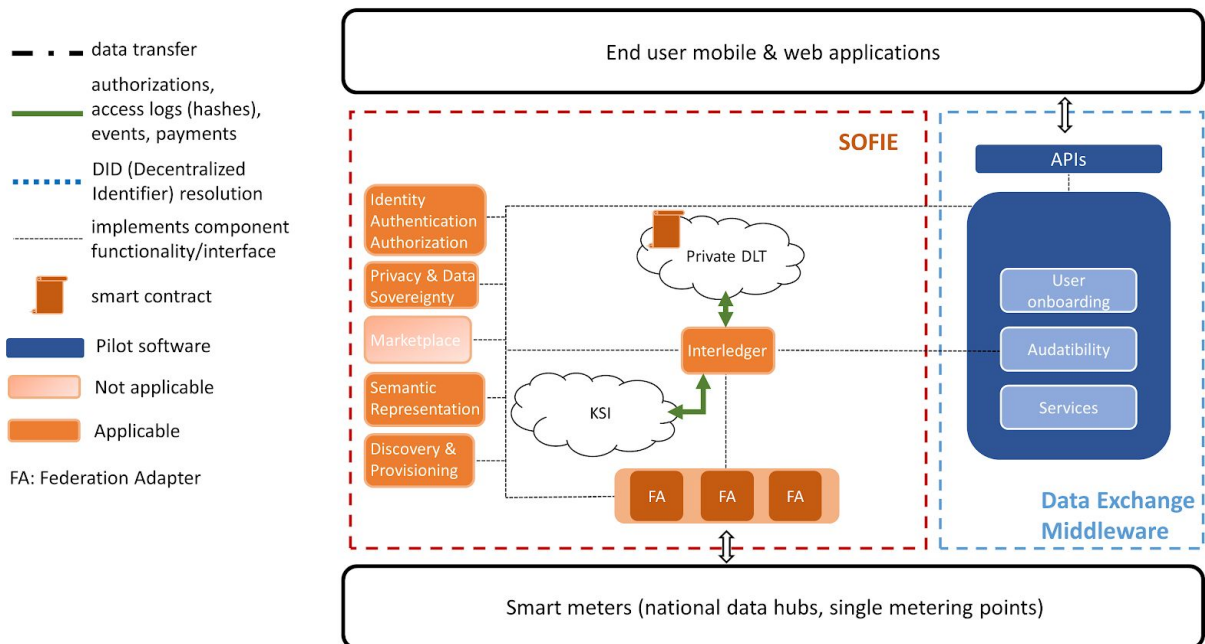 data transfer
authorizations,
access logs (hashes),
events, payments
DID (Decentralized
Identifier) resolution
implements component
functionality/interface
smart contract
Pilot software
Not applicable
Applicable
FA: Federation Adapter
End user mobile & web applications
SOFIE
Identity
Authentication
Authorization
Privacy & Data
Sovereignty
Marketplace
Semantic
Representation
Discovery &
Provisioning
Private DLT
Interledger
KSI
FA
FA
FA
APIs
User
onboarding
Audatibility
Services
Data Exchange
Middleware
Smart meters (national data hubs, single metering points)